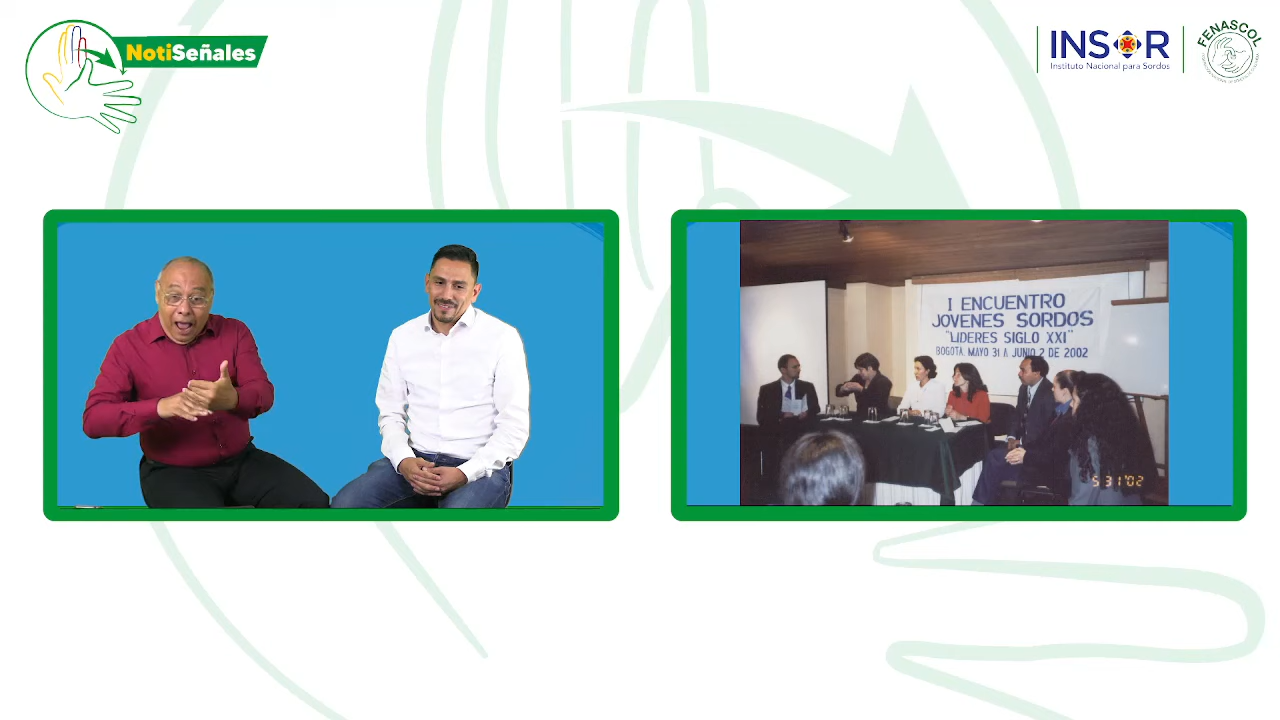 NotiSeñales
INSOR
Instituto Nacional para Sordos
FENASCOL
I ENCUENTRO
JOVENES SORDOS
"LIDERES SIGLO XXI"
BOGOTA, MAYO 31 A JUNIO 2 DE 2002
5 31 '02